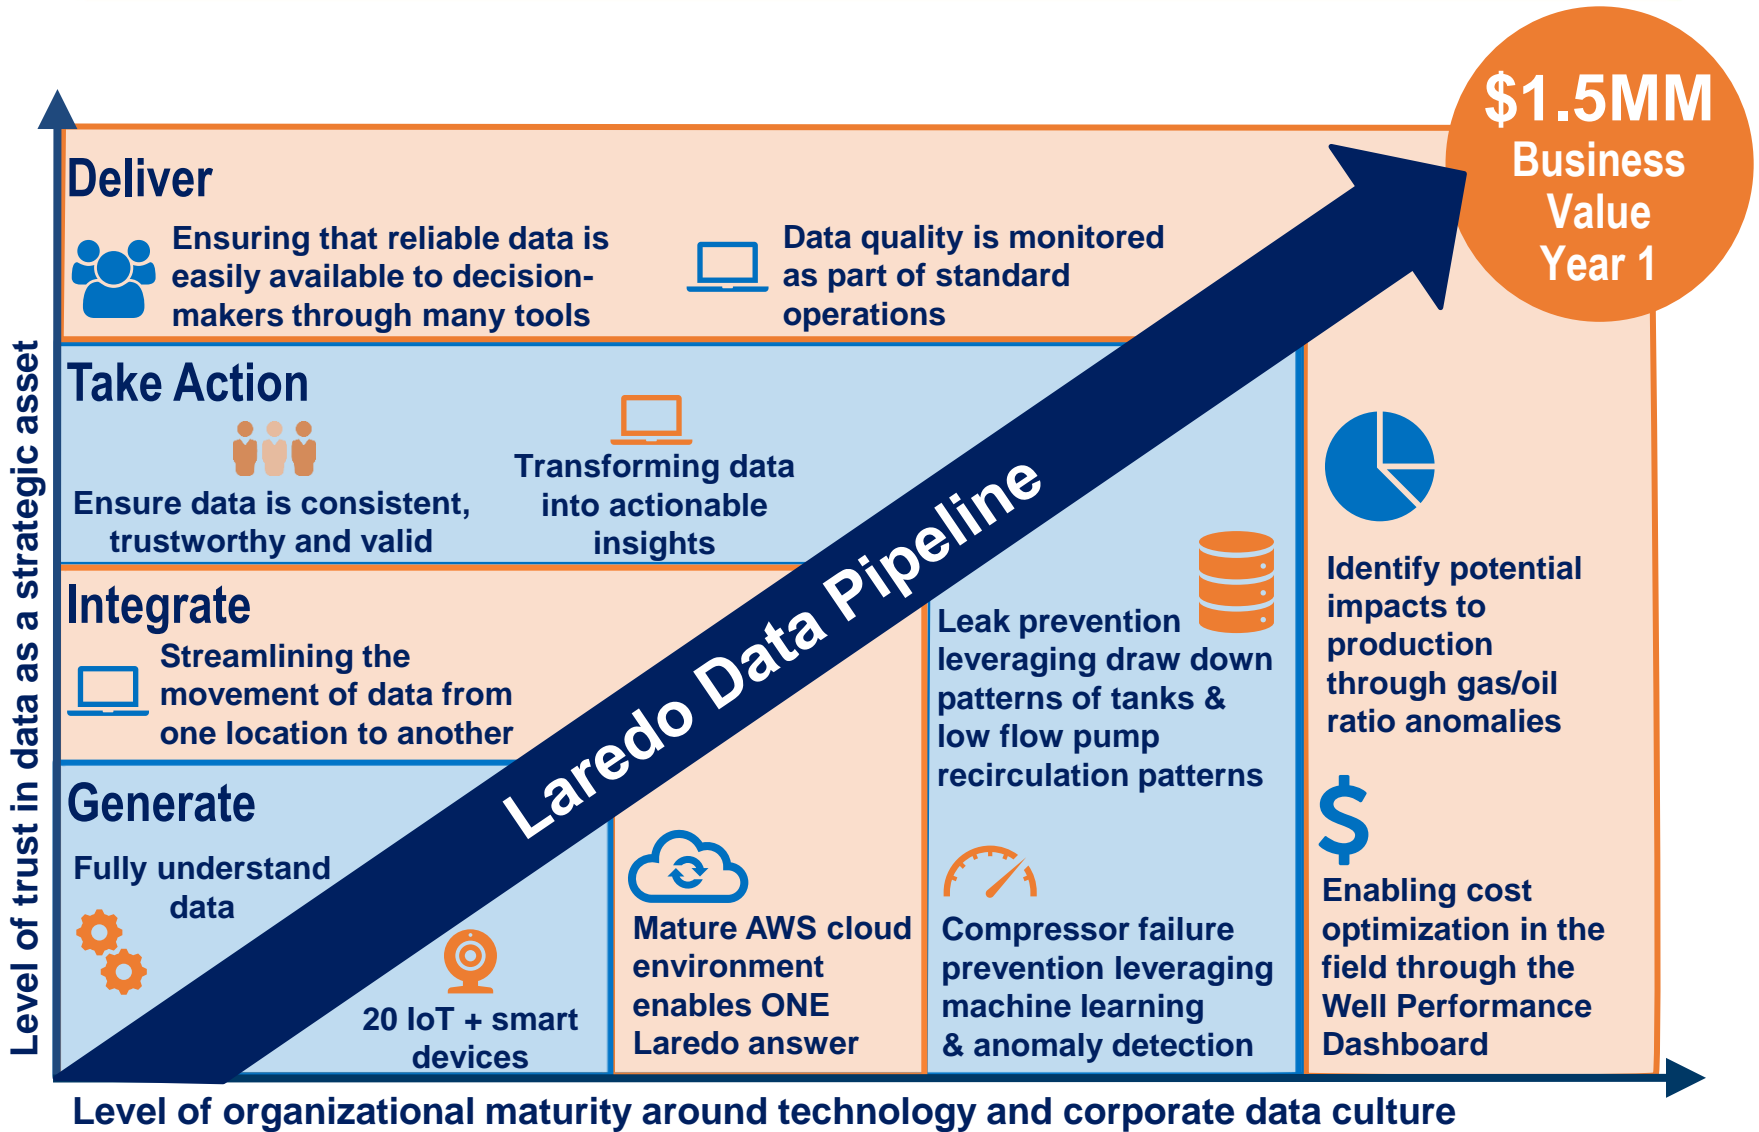 $1.5MM
Business
Value
Year 1
Deliver
Ensuring that reliable data is
easily available to decision-
makers through many tools
Data quality is monitored
as part of standard
operations
Take Action
Ensure data is consistent,
trustworthy and valid
Transforming data
into actionable
insights
Integrate
Streamlining the
movement of data from
one location to another
Generate
Fully understand
data
20 IoT + smart
devices
Laredo Data Pipeline
Mature AWS cloud
environment
enables ONE
Laredo answer
Leak prevention
leveraging draw down
patterns of tanks &
low flow pump
recirculation patterns
Compressor failure
prevention leveraging
machine learning
& anomaly detection
Identify potential
impacts to
production
through gas/oil
ratio anomalies
Enabling cost
optimization in the
field through the
Well Performance
Dashboard
Level of trust in data as a strategic asset
Level of organizational maturity around technology and corporate data culture